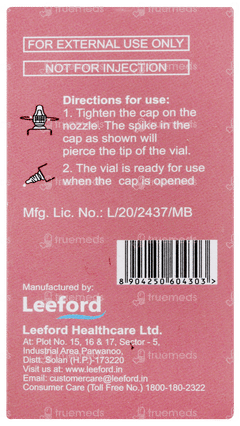 FOR EXTERNAL USE ONLY
NOT FOR INJECTION
Directions for use:
1. Tighten the cap on the
nozzle. The spike in the
cap as shown will
pierce the tip of the vial.
2. The vial is ready for use
when the cap is opened
Mfg. Lic. No.: L/20/2437/MB
8 904250 604303 >
Manufactured by:
Leeford
Leeford Healthcare Ltd.
At: Plot No. 15, 16 & 17, Sector - 5,
Industrial Area Parwanoo,
Distt. Solan (H.P.)-173220
Visit us at: www.leeford.in
Email: customercare@leeford.in
Consumer Care (Toll Free No.) 1800-180-2322
truemeds